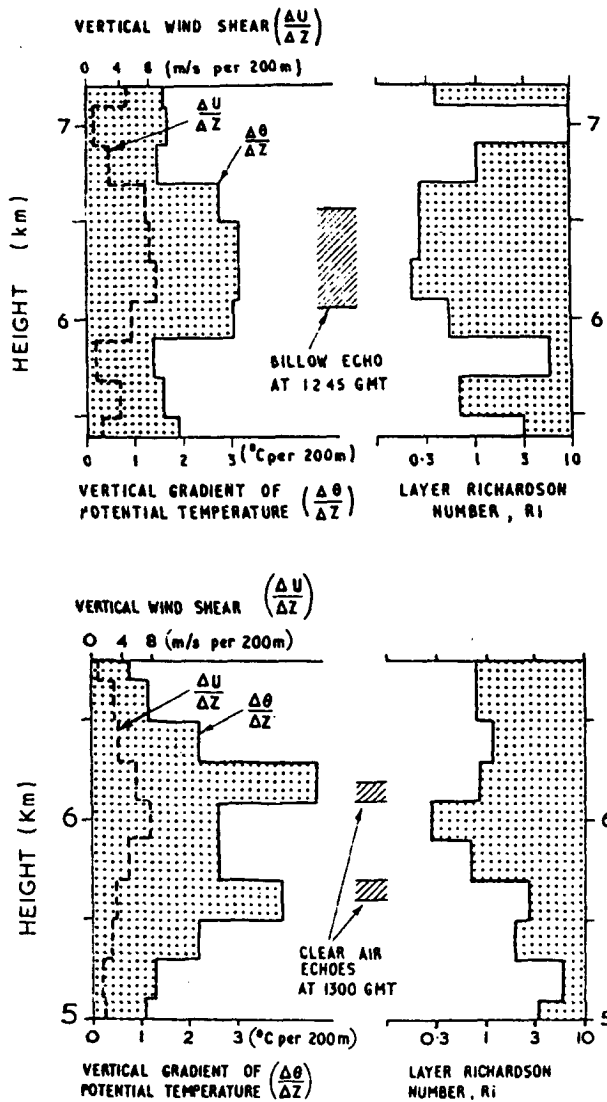 VERTICAL WIND SHEAR (ΔU/ΔZ)
0 4 8 (m/s per 200m)
ΔU/ΔZ
Δθ/ΔZ
7
6
7
6
HEIGHT (km)
BILLOW ECHO
AT 1245 GMT
0 1 2 3 (°C per 200m)
0·3 1 3 10
VERTICAL GRADIENT OF
POTENTIAL TEMPERATURE (Δθ/ΔZ)
LAYER RICHARDSON
NUMBER, Ri
VERTICAL WIND SHEAR (ΔU/ΔZ)
0 4 8 (m/s per 200m)
ΔU/ΔZ
Δθ/ΔZ
6
5
6
5
HEIGHT (Km)
CLEAR AIR
ECHOES
AT 1300 GMT
0 1 2 3 (°C per 200m)
0·3 1 3 10
VERTICAL GRADIENT OF
POTENTIAL TEMPERATURE (Δθ/ΔZ)
LAYER RICHARDSON
NUMBER, Ri